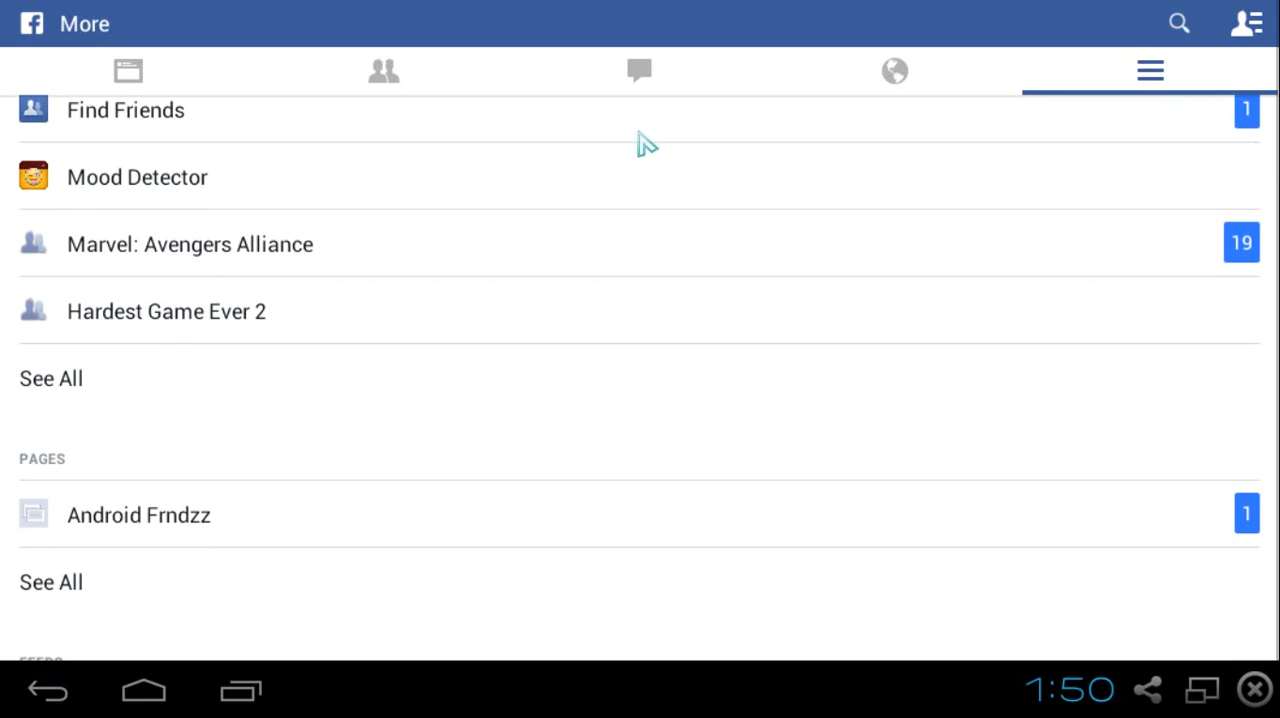 More
Find Friends 1
Mood Detector
Marvel: Avengers Alliance 19
Hardest Game Ever 2
See All
PAGES
Android Frndzz 1
See All
FEEDS
1:50